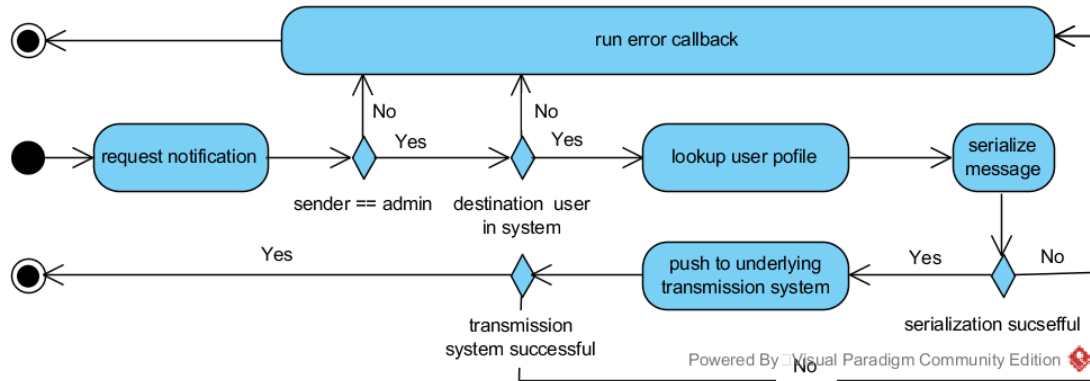 run error callback
No
No
request notification
Yes
Yes
lookup user pofile
serialize
message
sender == admin
destination user
in system
Yes
push to underlying
transmission system
Yes
No
transmission
system successful
serialization sucsefful
Powered By Visual Paradigm Community Edition
No